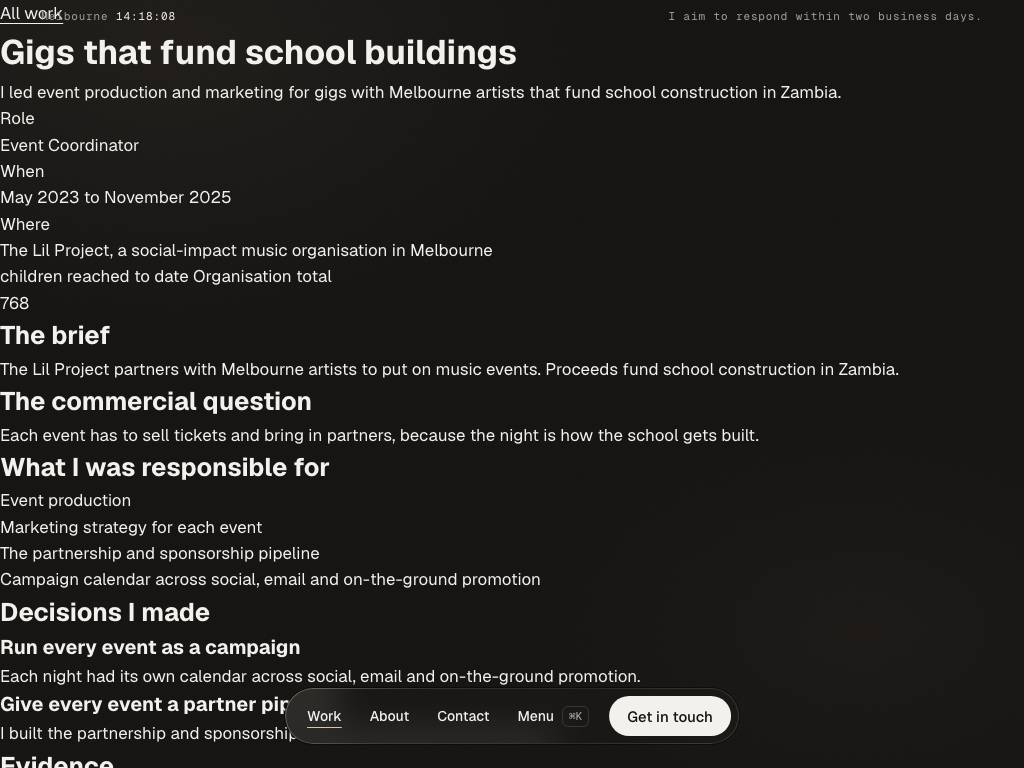 All work
Melbourne 14:18:08
I aim to respond within two business days.
Gigs that fund school buildings
I led event production and marketing for gigs with Melbourne artists that fund school construction in Zambia.
Role
Event Coordinator
When
May 2023 to November 2025
Where
The Lil Project, a social-impact music organisation in Melbourne
children reached to date Organisation total
768
The brief
The Lil Project partners with Melbourne artists to put on music events. Proceeds fund school construction in Zambia.
The commercial question
Each event has to sell tickets and bring in partners, because the night is how the school gets built.
What I was responsible for
Event production
Marketing strategy for each event
The partnership and sponsorship pipeline
Campaign calendar across social, email and on-the-ground promotion
Decisions I made
Run every event as a campaign
Each night had its own calendar across social, email and on-the-ground promotion.
Give every event a partner pip
I built the partnership and sponsorship
Work About Contact Menu ⌘K Get in touch
Evidence